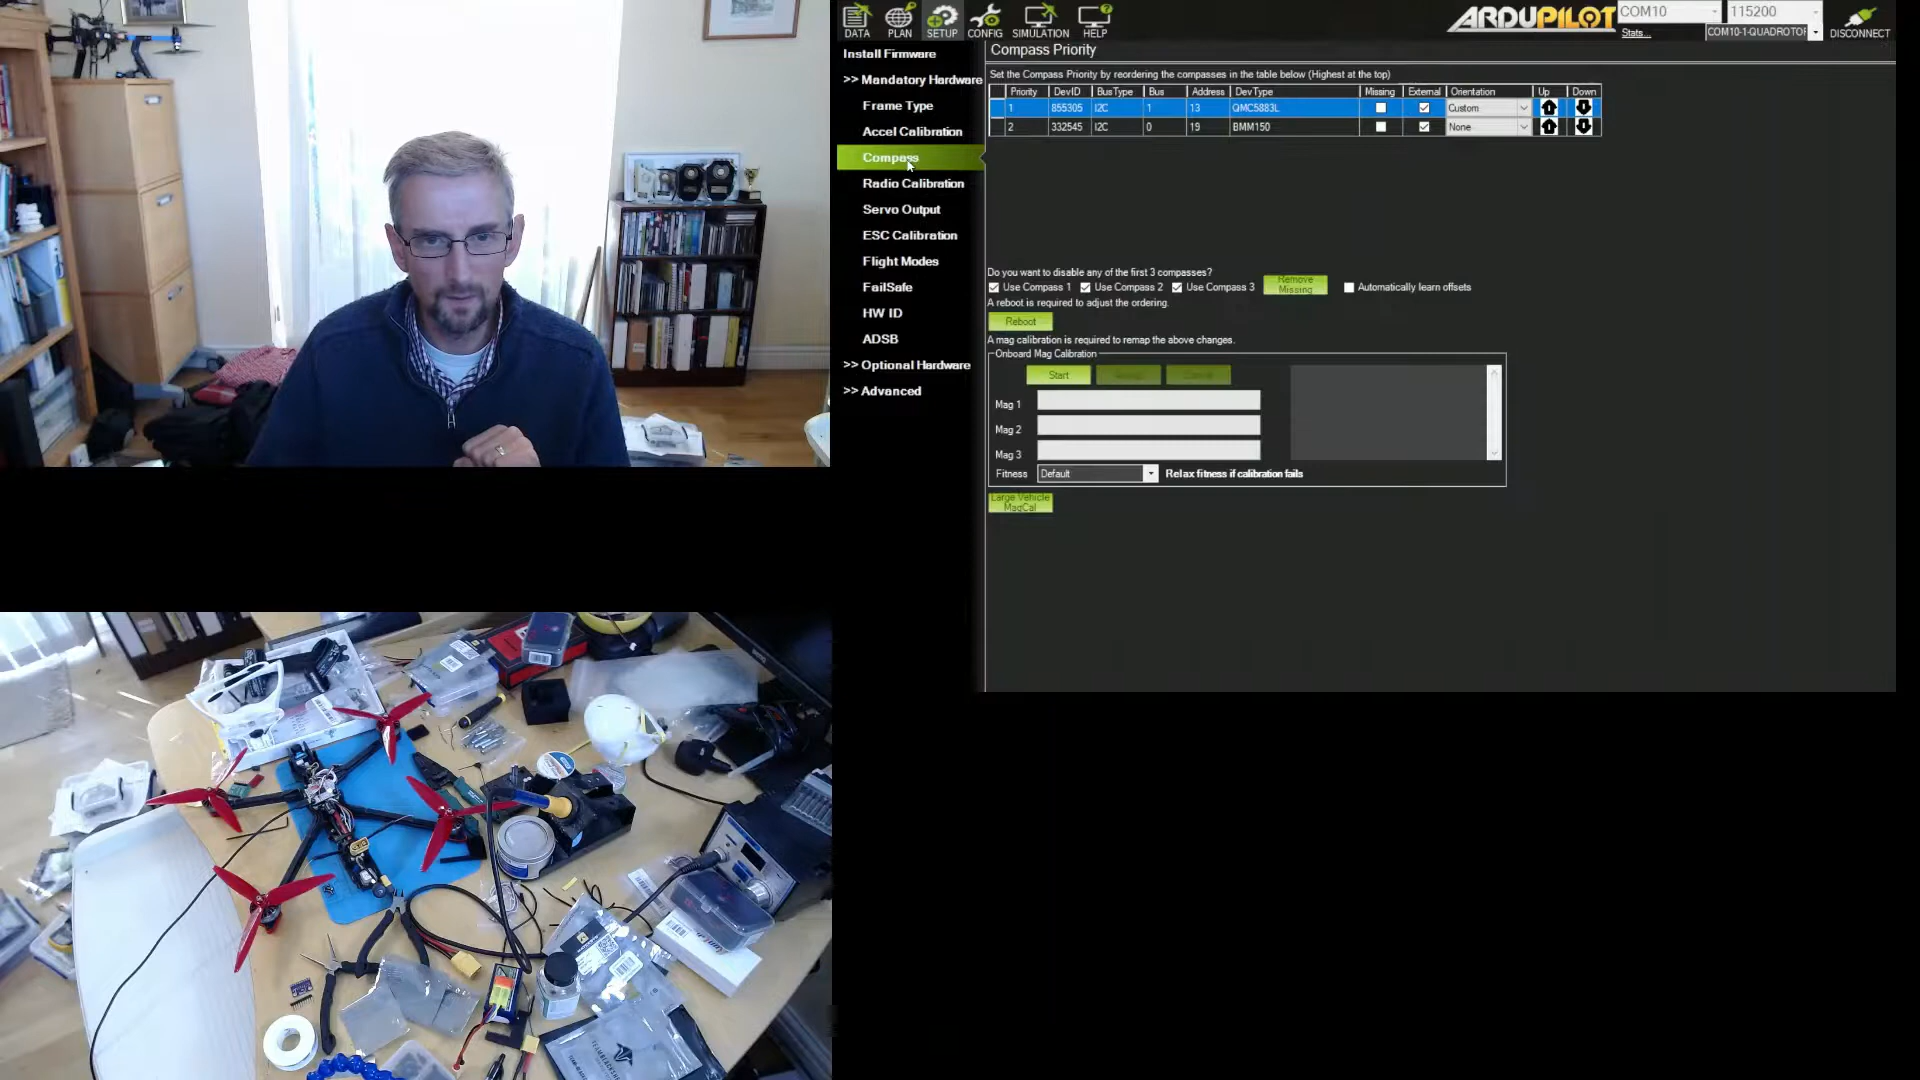 DATA
PLAN
SETUP
CONFIG
SIMULATION
HELP
ARDUPILOT
COM10
115200
Stats...
COM10-1-QUADROTOR
DISCONNECT
Install Firmware
>> Mandatory Hardware
Frame Type
Accel Calibration
Compass
Radio Calibration
Servo Output
ESC Calibration
Flight Modes
FailSafe
HW ID
ADSB
>> Optional Hardware
>> Advanced
Compass Priority
Set the Compass Priority by reordering the compasses in the table below (Highest at the top)
Priority DevID BusType Bus Address DevType Missing External Orientation Up Down
1 855305 I2C 1 13 QMC5883L Custom
2 332545 I2C 0 19 BMM150 None
Do you want to disable any of the first 3 compasses?
Use Compass 1 Use Compass 2 Use Compass 3 Remove Missing Automatically learn offsets
A reboot is required to adjust the ordering.
Reboot
A mag calibration is required to remap the above changes.
Onboard Mag Calibration
Start
Mag 1
Mag 2
Mag 3
Fitness Default Relax fitness if calibration fails
Large Vehicle
MagCal